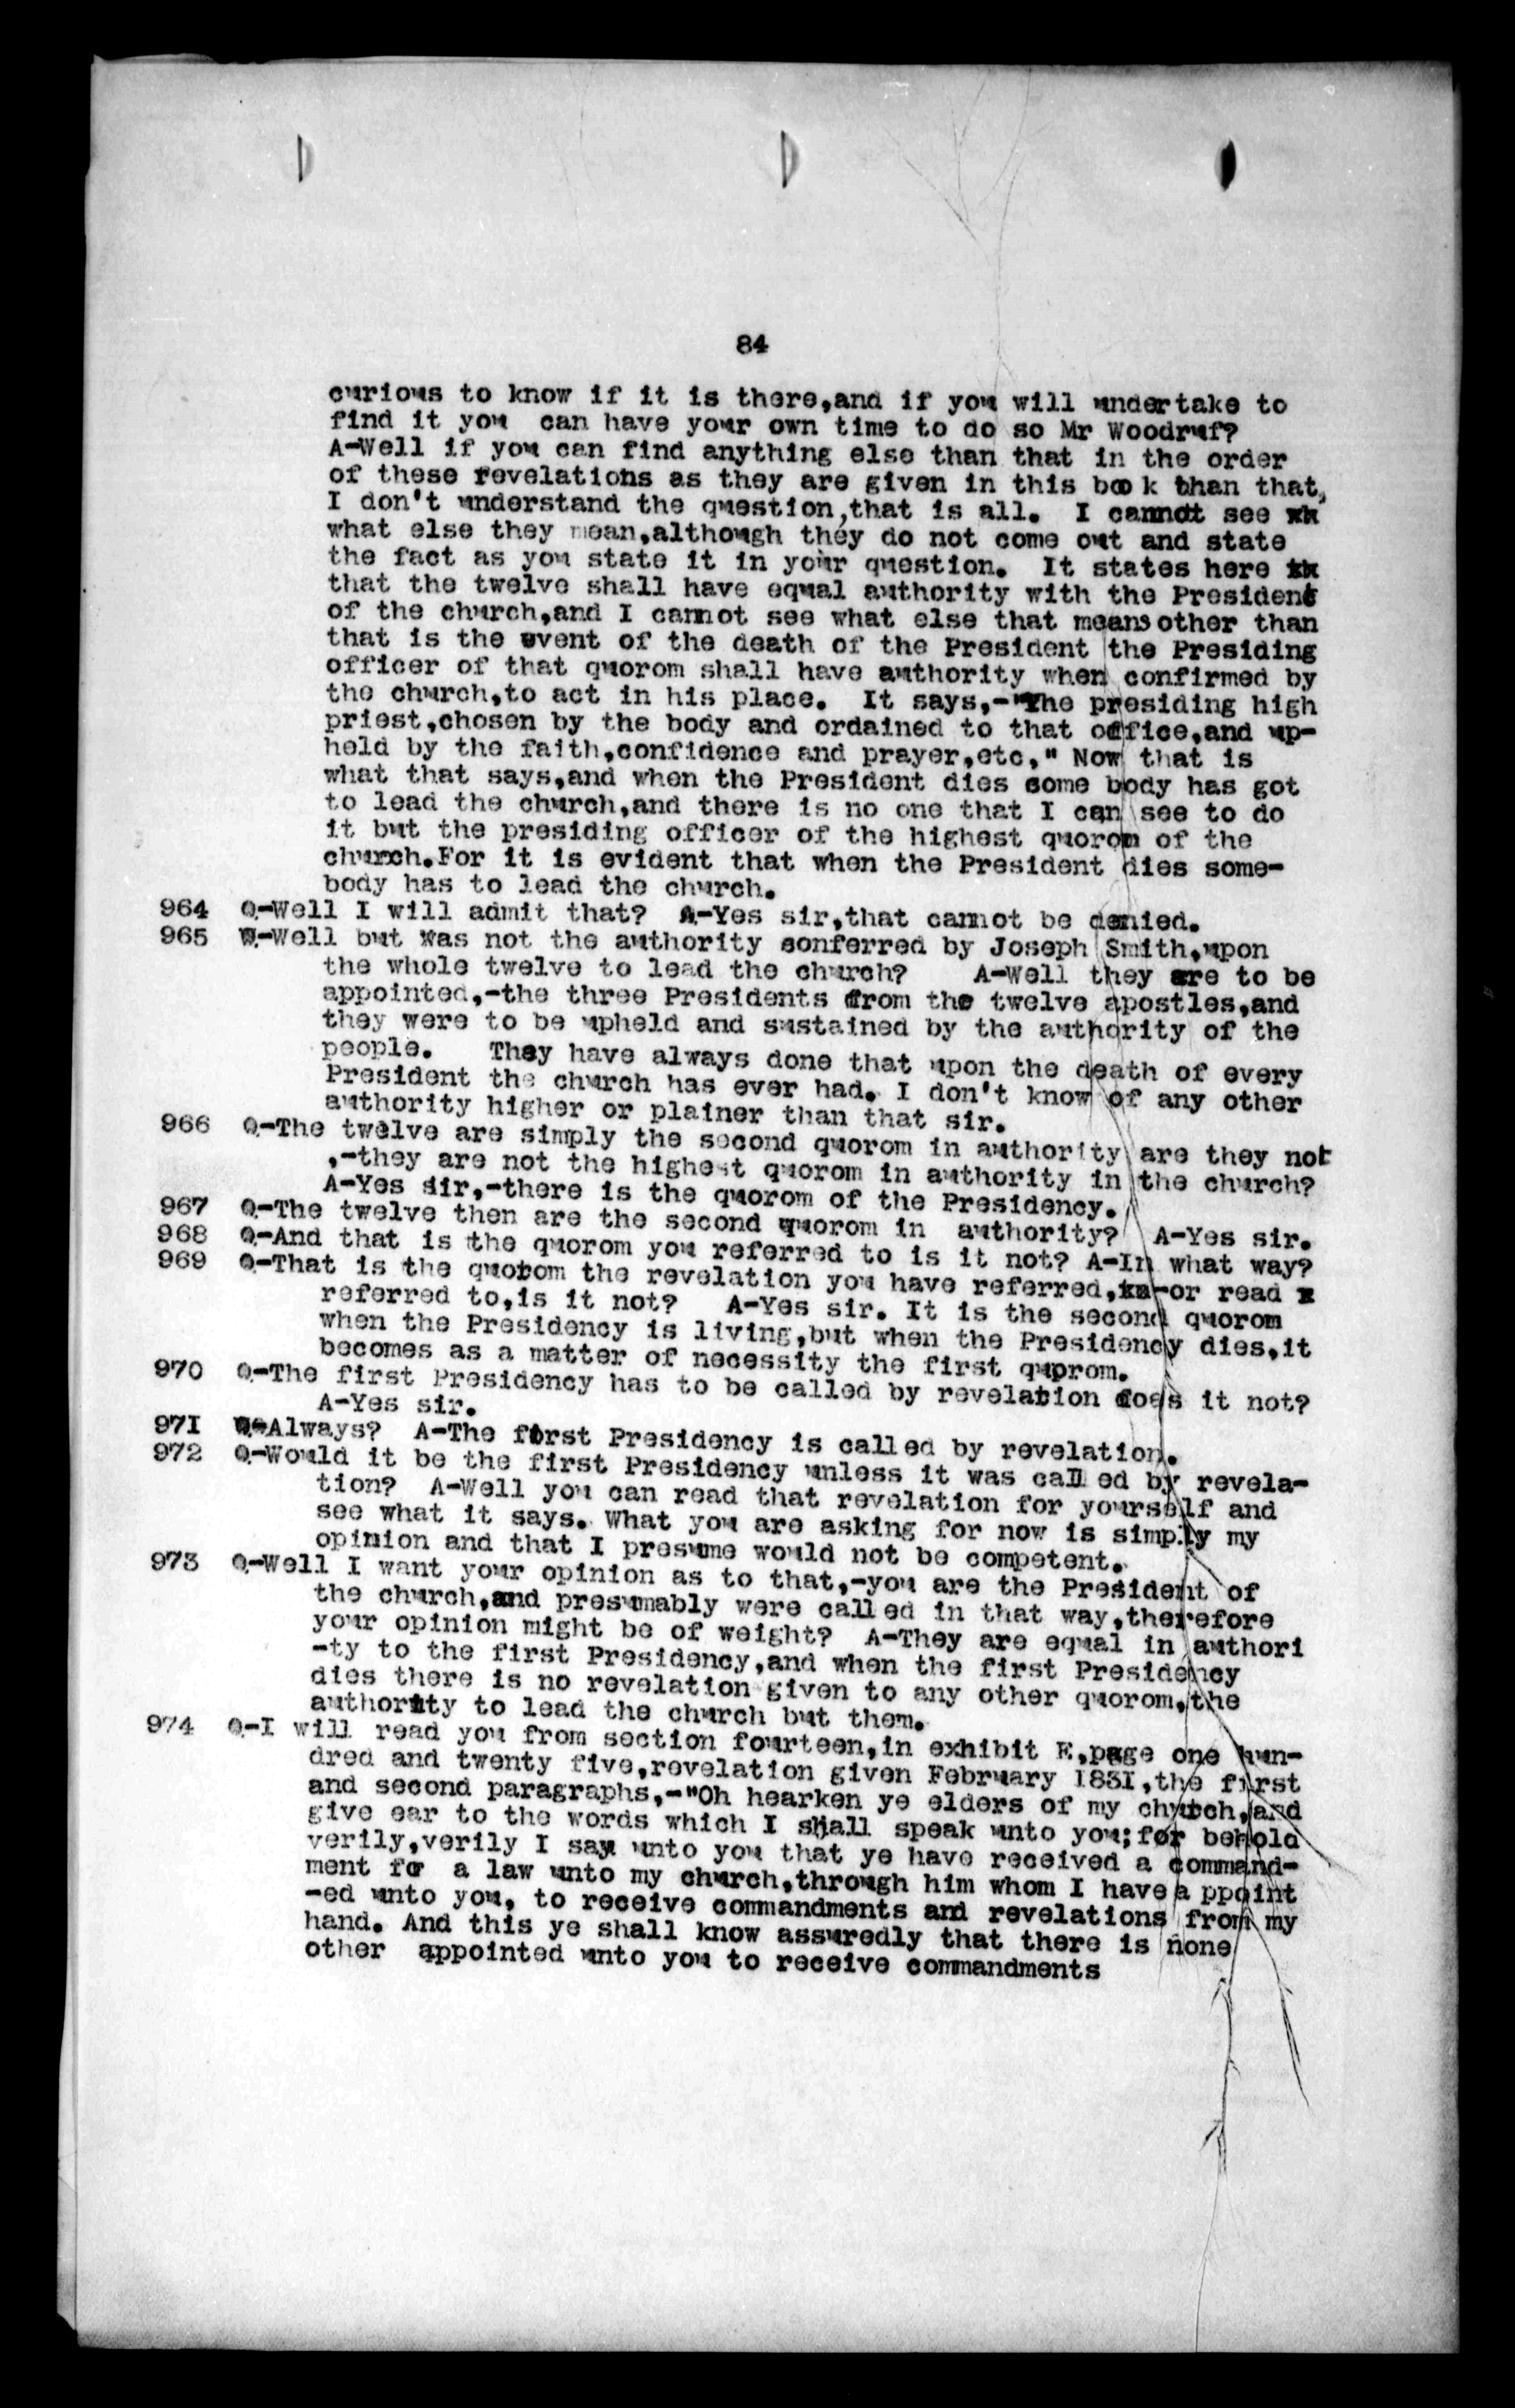 84
curious to know if it is there,and if you will undertake to
find it you can have your own time to do so Mr Woodruf?
A-Well if you can find anything else than that in the order
of these revelations as they are given in this book than that,
I don't understand the question,that is all. I cannot see xx
what else they mean,although they do not come out and state
the fact as you state it in your question. It states here xx
that the twelve shall have equal authority with the President
of the church,and I cannot see what else that means other than
that is the event of the death of the President the Presiding
officer of that quorom shall have authority when confirmed by
the church,to act in his place. It says,-"The presiding high
priest,chosen by the body and ordained to that office,and up-
held by the faith,confidence and prayer,etc," Now that is
what that says,and when the President dies some body has got
to lead the church,and there is no one that I can see to do
it but the presiding officer of the highest quorom of the
church.For it is evident that when the President dies some-
body has to lead the church.
964 Q-Well I will admit that? A-Yes sir,that cannot be denied.
965 Q-Well but was not the authority conferred by Joseph Smith,upon
the whole twelve to lead the church? A-Well they are to be
appointed,-the three Presidents from the twelve apostles,and
they were to be upheld and sustained by the authority of the
people. They have always done that upon the death of every
President the church has ever had. I don't know of any other
authority higher or plainer than that sir.
966 Q-The twelve are simply the second quorom in authority are they not
,-they are not the highest quorom in authority in the church?
A-Yes sir,-there is the quorom of the Presidency.
967 Q-The twelve then are the second quorom in authority? A-Yes sir.
968 Q-And that is the quorom you referred to is it not? A-In what way?
969 Q-That is the quorom the revelation you have referred,xx-or read x
referred to,is it not? A-Yes sir. It is the second quorom
when the Presidency is living,but when the Presidency dies,it
becomes as a matter of necessity the first quprom.
970 Q-The first Presidency has to be called by revelation does it not?
A-Yes sir.
971 Q-Always? A-The first Presidency is called by revelation.
972 Q-Would it be the first Presidency unless it was called by revela-
tion? A-Well you can read that revelation for yourself and
see what it says. What you are asking for now is simply my
opinion and that I presume would not be competent.
973 Q-Well I want your opinion as to that,-you are the President of
the church,and presumably were called in that way,therefore
your opinion might be of weight? A-They are equal in authori
-ty to the first Presidency,and when the first Presidency
dies there is no revelation given to any other quorom,the
authority to lead the church but them.
974 Q-I will read you from section fourteen,in exhibit E,page one hun-
dred and twenty five,revelation given February 1831,the first
and second paragraphs,-"Oh hearken ye elders of my church,and
give ear to the words which I shall speak unto you;for behold
verily,verily I say unto you that ye have received a command-
ment for a law unto my church,through him whom I have appoint
-ed unto you, to receive commandments and revelations from my
hand. And this ye shall know assuredly that there is none
other appointed unto you to receive commandments